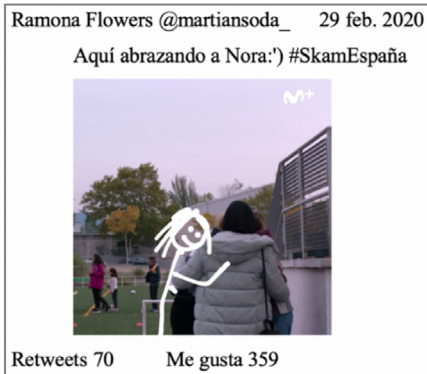 Ramona Flowers @martiansoda_ 29 feb. 2020
Aquí abrazando a Nora:') #SkamEspaña
M+
Retweets 70 Me gusta 359